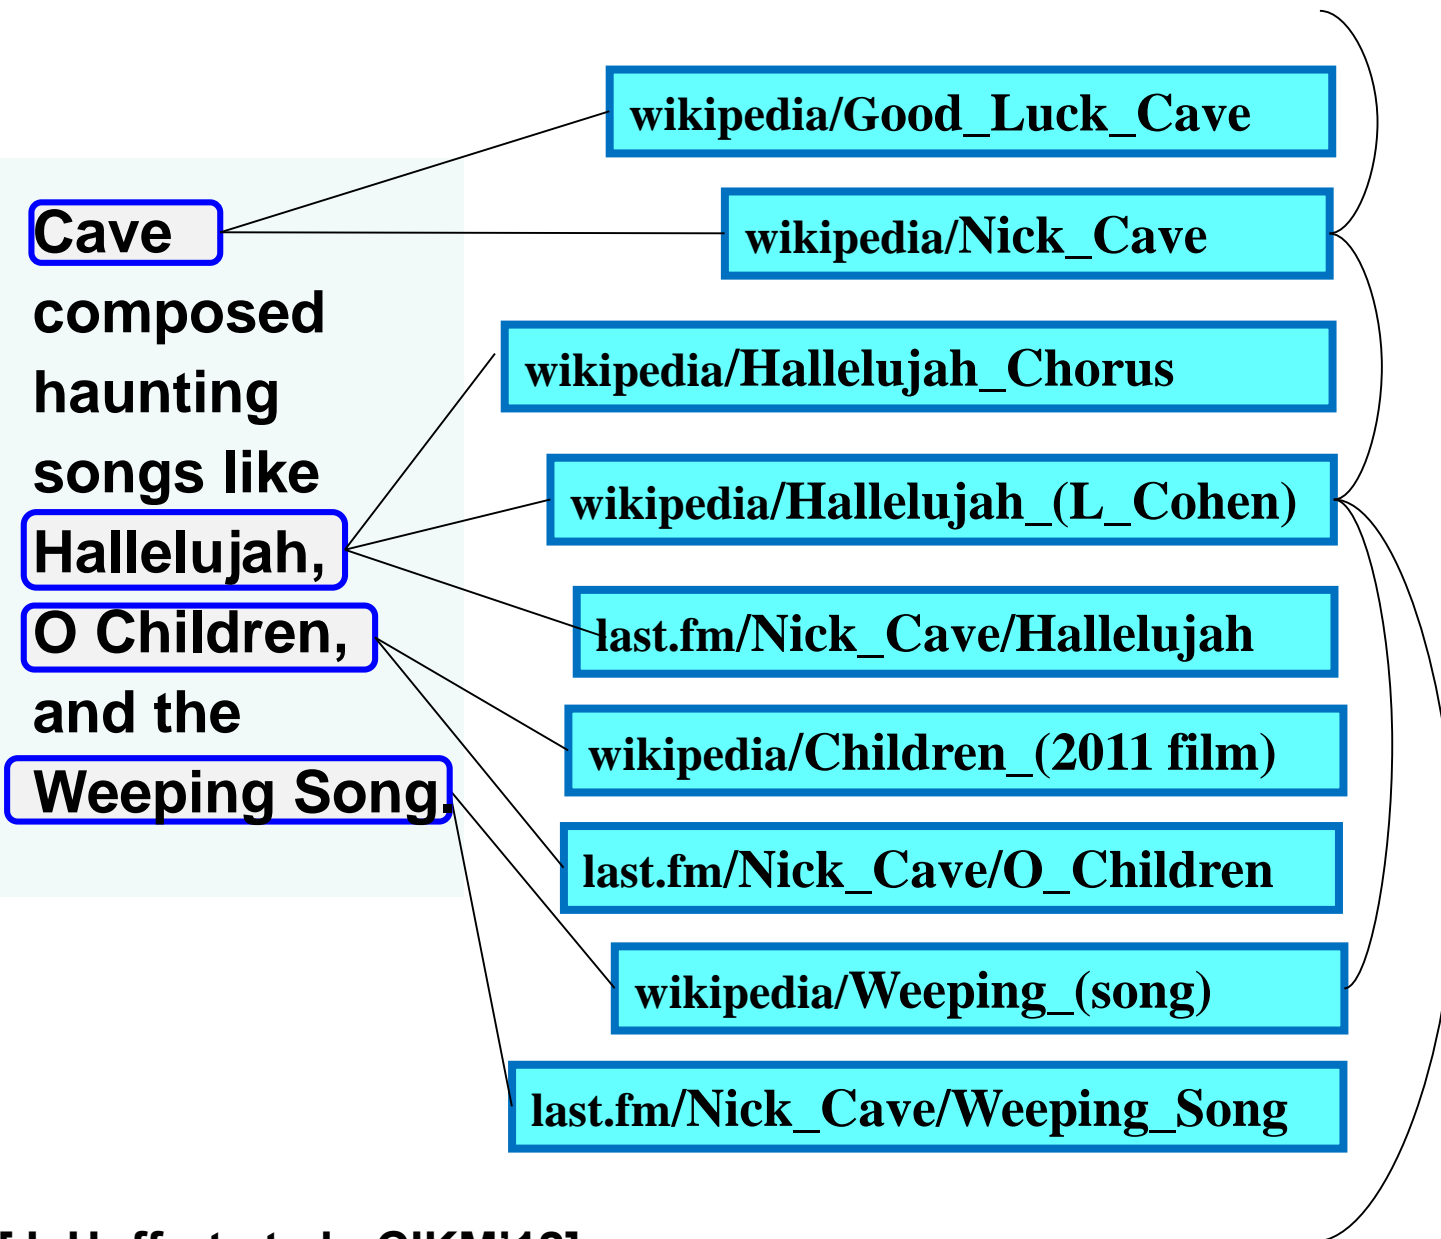 Cave
composed
haunting
songs like
Hallelujah,
O Children,
and the
Weeping Song.
wikipedia/Good_Luck_Cave
wikipedia/Nick_Cave
wikipedia/Hallelujah_Chorus
wikipedia/Hallelujah_(L_Cohen)
last.fm/Nick_Cave/Hallelujah
wikipedia/Children_(2011 film)
last.fm/Nick_Cave/O_Children
wikipedia/Weeping_(song)
last.fm/Nick_Cave/Weeping_Song